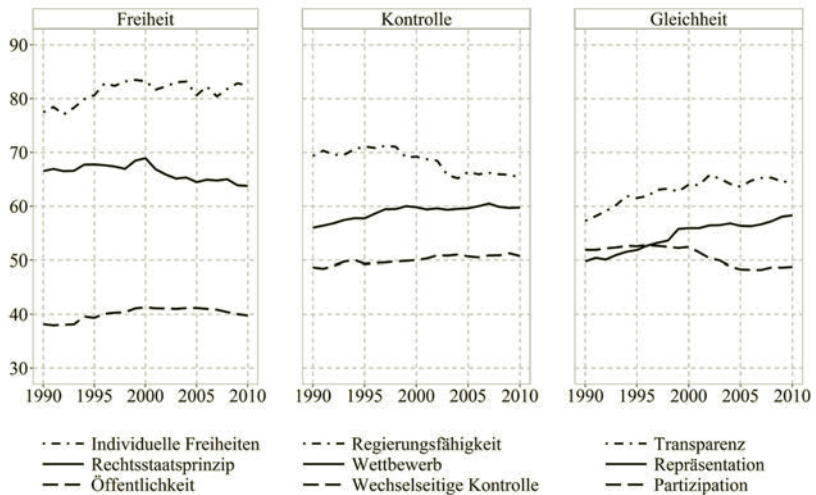 Freiheit Kontrolle Gleichheit
90
80
70
60
50
40
30
1990 1995 2000 2005 2010 1990 1995 2000 2005 2010 1990 1995 2000 2005 2010
Individuelle Freiheiten Regierungsfähigkeit Transparenz
Rechtsstaatsprinzip Wettbewerb Repräsentation
Öffentlichkeit Wechselseitige Kontrolle Partizipation